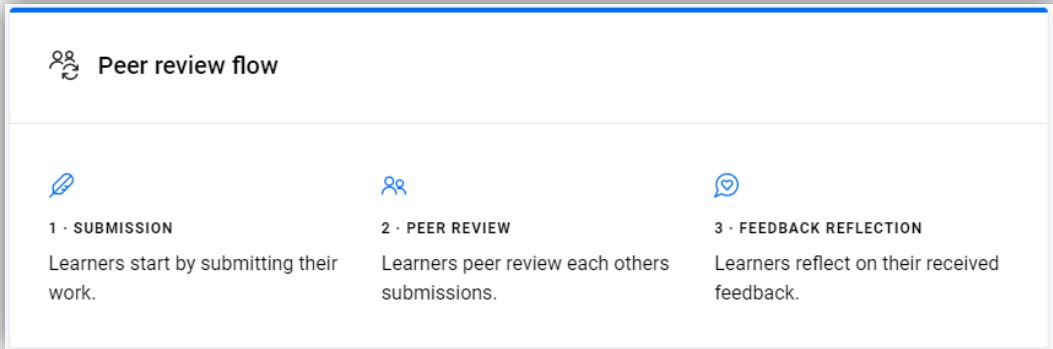 Peer review flow
1 · SUBMISSION
Learners start by submitting their
work.
2 · PEER REVIEW
Learners peer review each others
submissions.
3 · FEEDBACK REFLECTION
Learners reflect on their received
feedback.